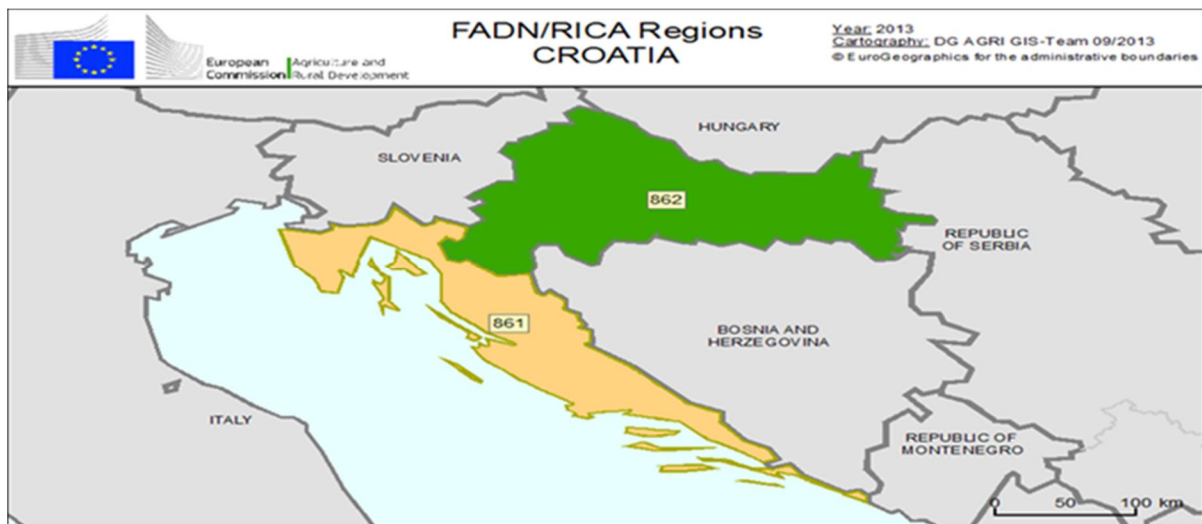 European
Commission
Agriculture and
Rural Development
FADN/RICA Regions
CROATIA
Year: 2013
Cartography: DG AGRI GIS-Team 09/2013
© EuroGeographics for the administrative boundaries
HUNGARY
SLOVENIA
862
REPUBLIC
OF SERBIA
861
BOSNIA AND
HERZEGOVINA
ITALY
REPUBLIC OF
MONTENEGRO
0 50 100 km